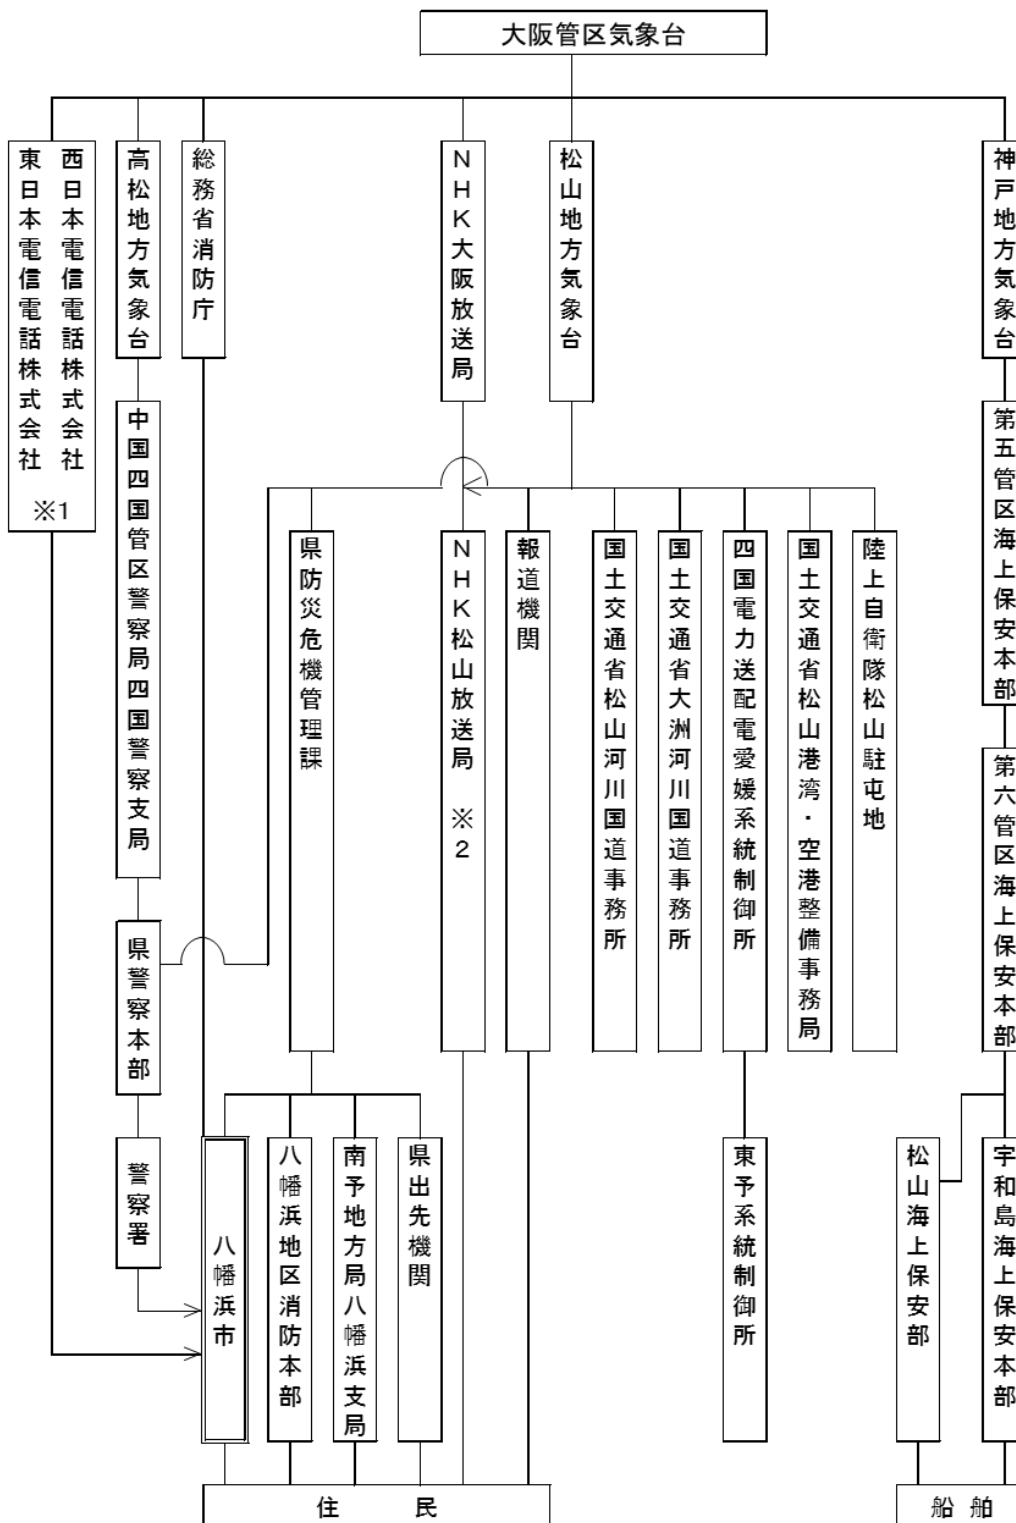 大阪管区気象台
東日本電信電話株式会社
西日本電信電話株式会社
※1
高松地方気象台
総務省消防庁
NHK大阪放送局
松山地方気象台
神戸地方気象台
中国四国管区警察局四国警察支局
第五管区海上保安本部
県防災危機管理課
NHK松山放送局 ※2
報道機関
国土交通省松山河川国道事務所
国土交通省大洲河川国道事務所
四国電力送配電愛媛系統制御所
国土交通省松山港湾・空港整備事務局
陸上自衛隊松山駐屯地
第六管区海上保安本部
県警察本部
警察署
八幡浜市
八幡浜地区消防本部
南予地方局八幡浜支局
県出先機関
東予系統制御所
松山海上保安部
宇和島海上保安本部
住民
船舶